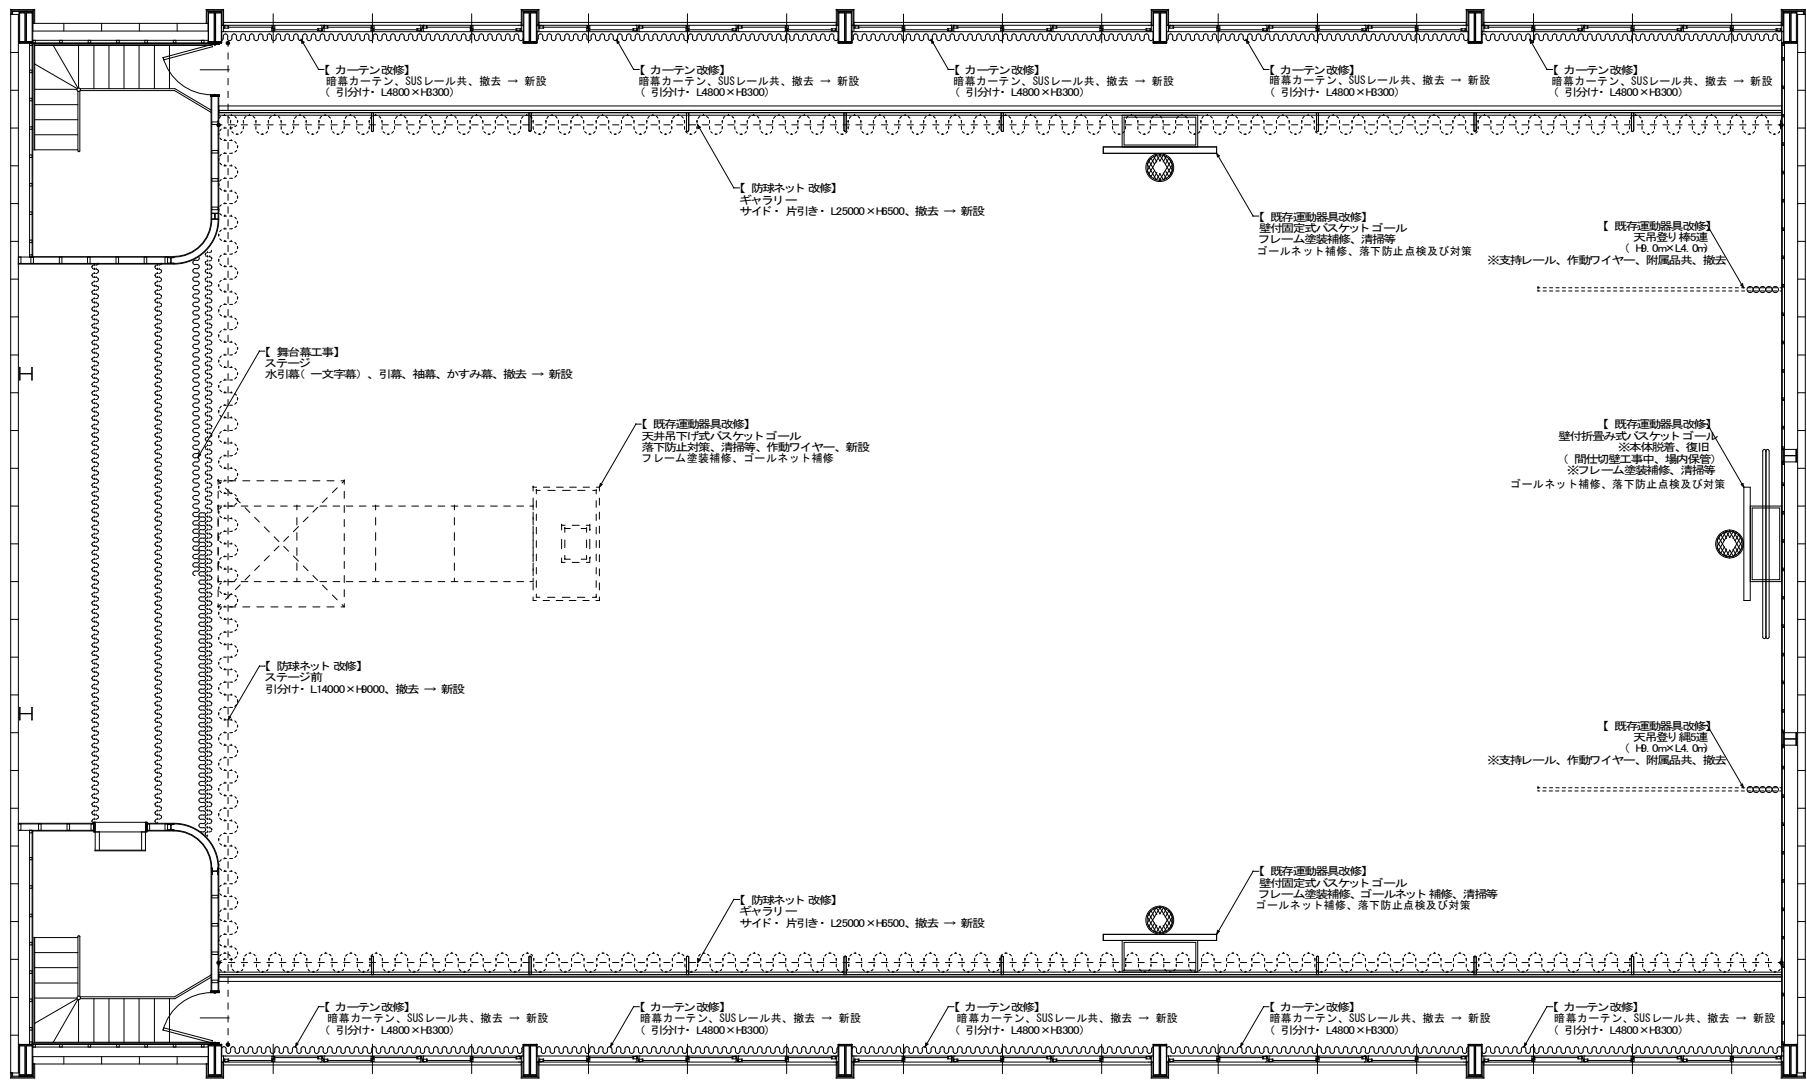 【 カーテン改修】
暗幕カーテン、SUSレール共、撤去 → 新設
( 引分け・ L4800×H3300)
【 カーテン改修】
暗幕カーテン、SUSレール共、撤去 → 新設
( 引分け・ L4800×H3300)
【 カーテン改修】
暗幕カーテン、SUSレール共、撤去 → 新設
( 引分け・ L4800×H3300)
【 カーテン改修】
暗幕カーテン、SUSレール共、撤去 → 新設
( 引分け・ L4800×H3300)
【 カーテン改修】
暗幕カーテン、SUSレール共、撤去 → 新設
( 引分け・ L4800×H3300)
【 防球ネット 改修】
ギャラリー
サイド・ 片引き・ L25000×H6500、撤去 → 新設
【 既存運動器具改修】
壁付固定式バスケット ゴール
フレーム塗装補修、清掃等
ゴールネット補修、落下防止点検及び対策
【 既存運動器具改修】
天吊登り 棒5連
( H9. 0m×L4. 0m)
※支持レール、作動ワイヤー、附属品共、撤去
【 舞台幕工事】
ステージ
水引幕( 一文字幕) 、引幕、袖幕、かすみ幕、撤去 → 新設
【 既存運動器具改修】
天井吊下げ式バスケット ゴール
落下防止対策、清掃等、作動ワイヤー、新設
フレーム塗装補修、ゴールネット補修
【 既存運動器具改修】
壁付折畳み式バスケット ゴール
※本体脱着、復旧
( 間仕切壁工事中、場内保管)
※フレーム塗装補修、清掃等
ゴールネット補修、落下防止点検及び対策
【 防球ネット 改修】
ステージ前
引分け・ L14000×H9000、撤去 → 新設
【 既存運動器具改修】
天吊登り 縄5連
( H9. 0m×L4. 0m)
※支持レール、作動ワイヤー、附属品共、撤去
【 防球ネット 改修】
ギャラリー
サイド・ 片引き・ L25000×H6500、撤去 → 新設
【 既存運動器具改修】
壁付固定式バスケット ゴール
フレーム塗装補修、ゴールネット 補修、清掃等
ゴールネット補修、落下防止点検及び対策
【 カーテン改修】
暗幕カーテン、SUSレール共、撤去 → 新設
( 引分け・ L4800×H3300)
【 カーテン改修】
暗幕カーテン、SUSレール共、撤去 → 新設
( 引分け・ L4800×H3300)
【 カーテン改修】
暗幕カーテン、SUSレール共、撤去 → 新設
( 引分け・ L4800×H3300)
【 カーテン改修】
暗幕カーテン、SUSレール共、撤去 → 新設
( 引分け・ L4800×H3300)
【 カーテン改修】
暗幕カーテン、SUSレール共、撤去 → 新設
( 引分け・ L4800×H3300)